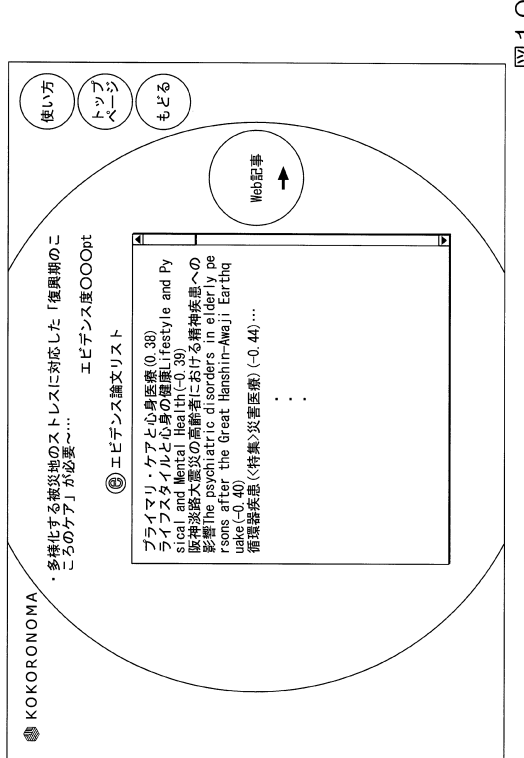 KOKORONOMA
使い方
トップ
ページ
もどる
・多様化する被災地のストレスに対応した「復興期のこ
ころのケア」が必要～…
エビデンス度〇〇〇pt
ⓔエビデンス論文リスト
プライマリ・ケアと心身医療(0.38)
ライフスタイルと心身の健康Lifestyle and Py
sical and Mental Health(-0.39)
阪神淡路大震災の高齢者における精神疾患への
影響The psychiatric disorders in elderly pe
rsons after the Great Hanshin-Awaji Earthq
uake(-0.40)
循環器疾患(<特集>災害医療)(-0.44)…
Web記事